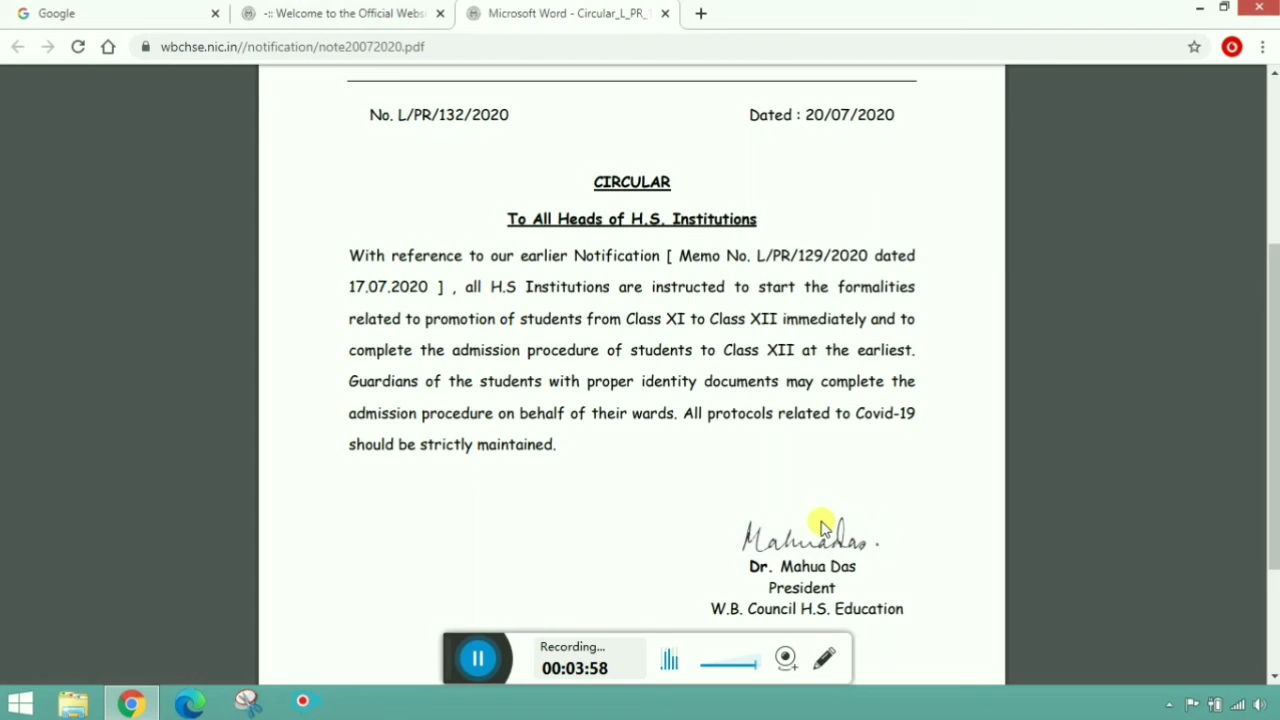 Google
-:: Welcome to the Official Websi
Microsoft Word - Circular_L_PR_1
wbchse.nic.in//notification/note20072020.pdf
No. L/PR/132/2020 Dated : 20/07/2020
CIRCULAR
To All Heads of H.S. Institutions
With reference to our earlier Notification [ Memo No. L/PR/129/2020 dated
17.07.2020 ] , all H.S Institutions are instructed to start the formalities
related to promotion of students from Class XI to Class XII immediately and to
complete the admission procedure of students to Class XII at the earliest.
Guardians of the students with proper identity documents may complete the
admission procedure on behalf of their wards. All protocols related to Covid-19
should be strictly maintained.
Mahua Das.
Dr. Mahua Das
President
W.B. Council H.S. Education
Recording...
00:03:58